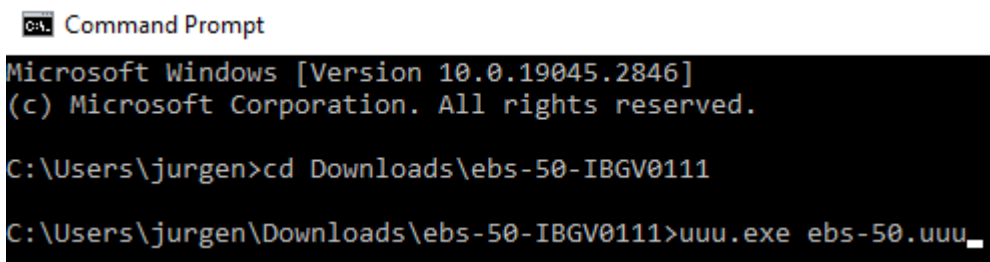 Command Prompt
Microsoft Windows [Version 10.0.19045.2846]
(c) Microsoft Corporation. All rights reserved.
C:\Users\jurgen>cd Downloads\ebs-50-IBGV0111
C:\Users\jurgen\Downloads\ebs-50-IBGV0111>uuu.exe ebs-50.uuu